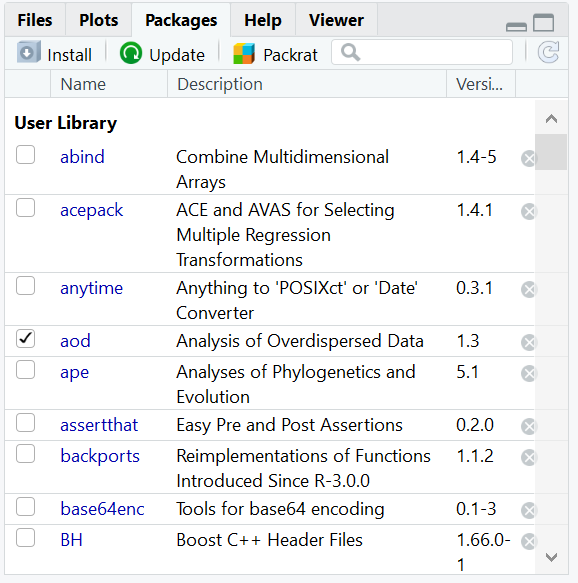 Files Plots Packages Help Viewer
Install Update Packrat
Name Description Versi...
User Library
abind Combine Multidimensional 1.4-5
Arrays
acepack ACE and AVAS for Selecting 1.4.1
Multiple Regression
Transformations
anytime Anything to 'POSIXct' or 'Date' 0.3.1
Converter
aod Analysis of Overdispersed Data 1.3
ape Analyses of Phylogenetics and 5.1
Evolution
assertthat Easy Pre and Post Assertions 0.2.0
backports Reimplementations of Functions 1.1.2
Introduced Since R-3.0.0
base64enc Tools for base64 encoding 0.1-3
BH Boost C++ Header Files 1.66.0-
1